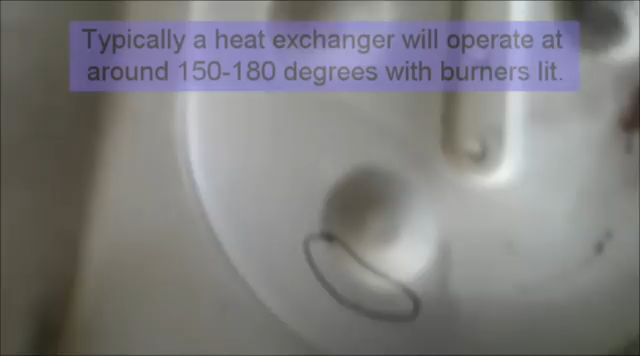 Typically a heat exchanger will operate at
around 150-180 degrees with burners lit.